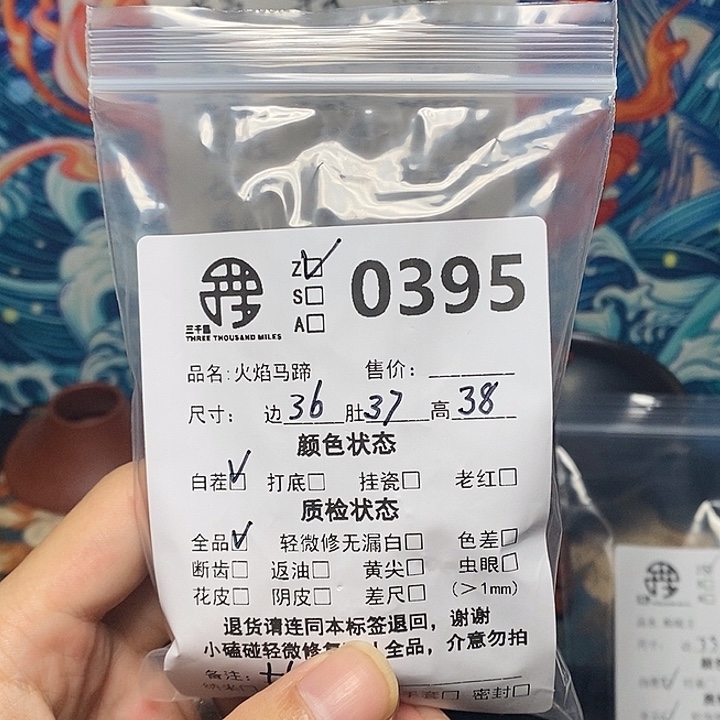 Z☑ 0395
S□
A□
三千里
THREE THOUSAND MILES
品名:火焰马蹄 售价:
尺寸: 边36 肚37 高38
颜色状态
白茬☑ 打底□ 挂瓷□ 老红□
质检状态
全品☑ 轻微修无漏白□ 色差□
断齿□ 返油□ 黄尖□ 虫眼□
花皮□ 阴皮□ 差尺□ (>1mm)
退货请连同本标签退回,谢谢
小磕碰轻微修 全品,介意勿拍
备注:
密封□